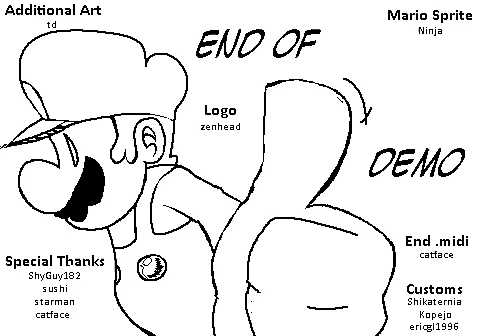 Additional Art
td
Mario Sprite
Ninja
END OF
Logo
zenhead
DEMO
End .midi
catface
Special Thanks
ShyGuy182
sushi
starman
catface
Customs
Shikaternia
Kopejo
ericgl1996